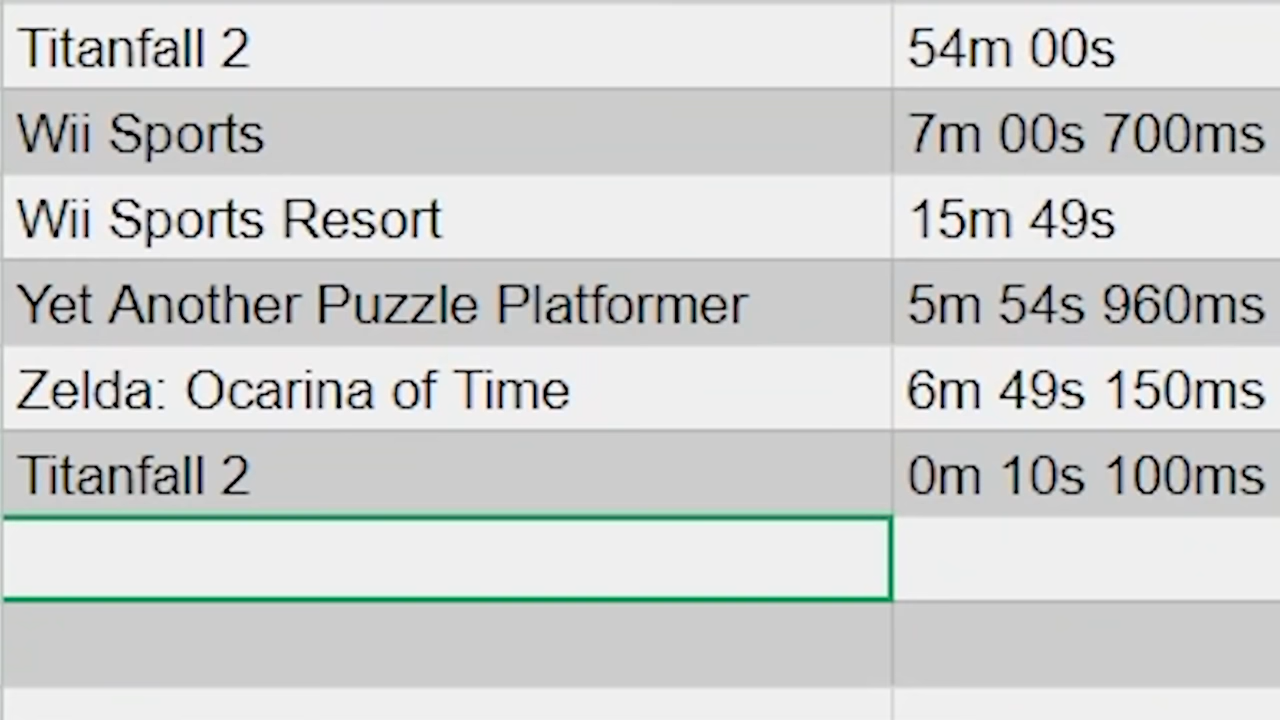 Titanfall 2 54m 00s
Wii Sports 7m 00s 700ms
Wii Sports Resort 15m 49s
Yet Another Puzzle Platformer 5m 54s 960ms
Zelda: Ocarina of Time 6m 49s 150ms
Titanfall 2 0m 10s 100ms